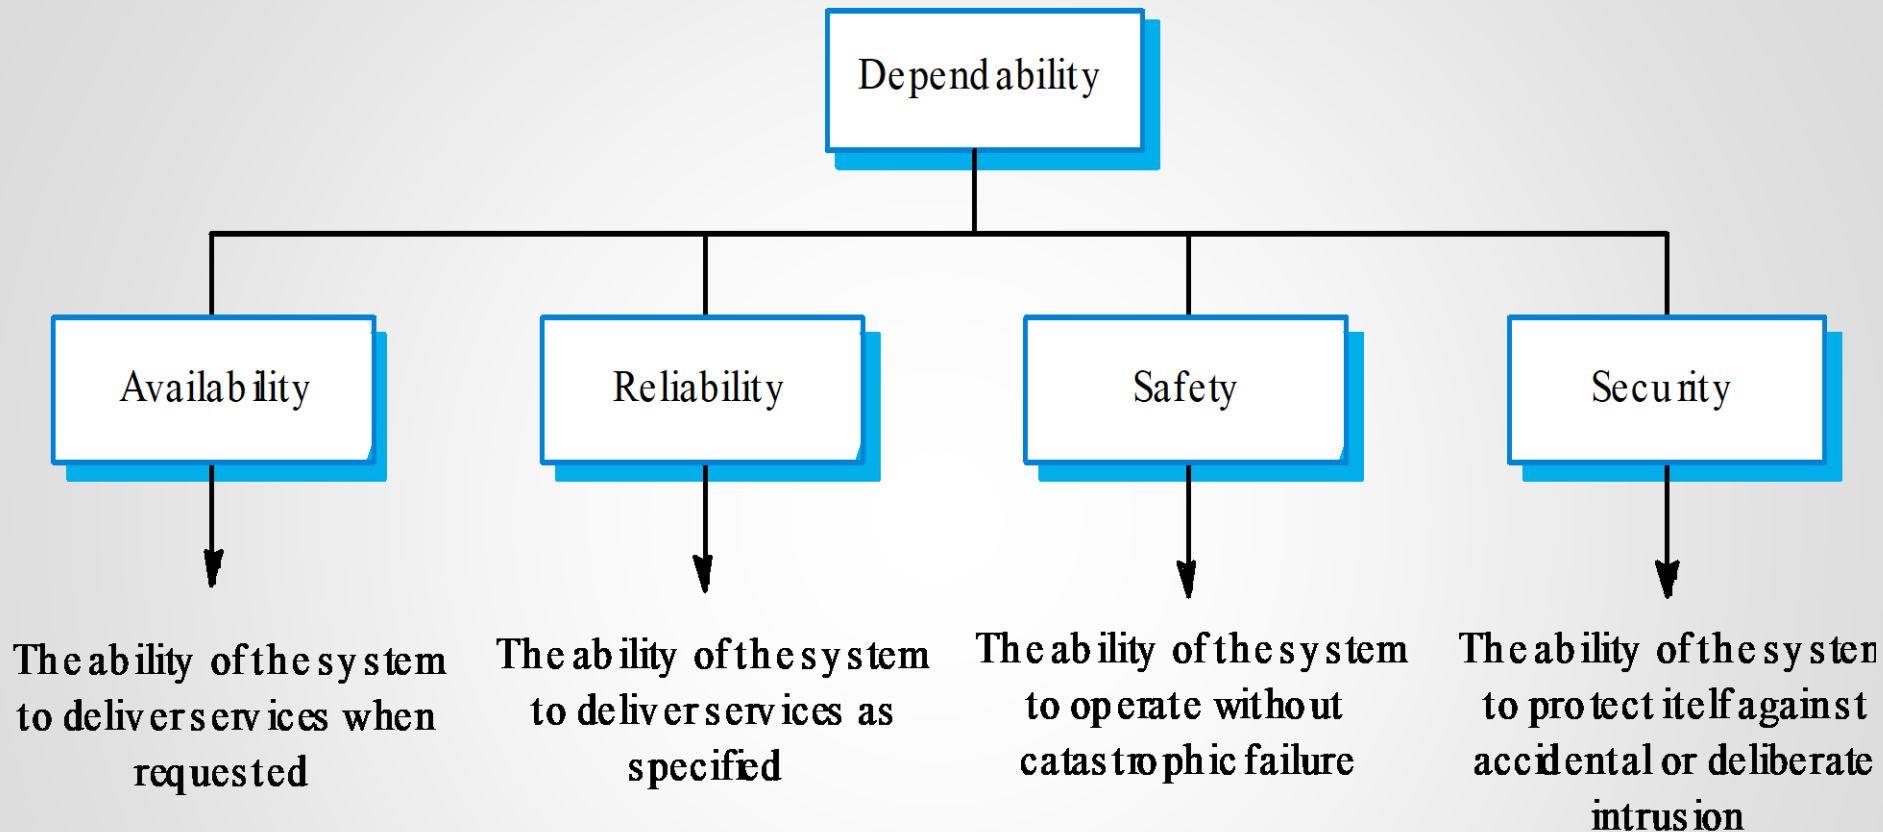 Dependability
Availability
Reliability
Safety
Security
The ability of the system
to deliver services when
requested
The ability of the system
to deliver services as
specified
The ability of the system
to operate without
catastrophic failure
The ability of the system
to protect itelf against
accidental or deliberate
intrusion